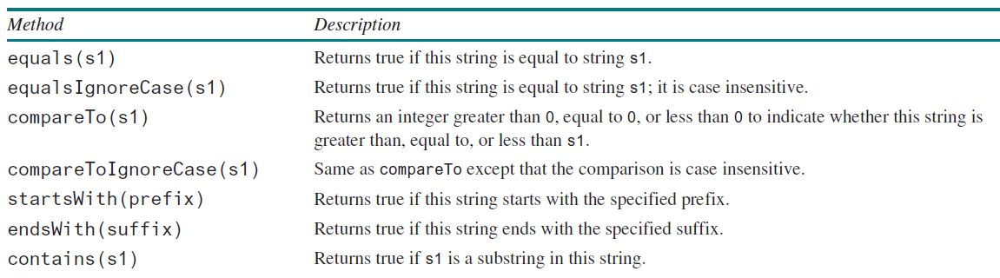 Method Description
equals(s1) Returns true if this string is equal to string s1.
equalsIgnoreCase(s1) Returns true if this string is equal to string s1; it is case insensitive.
compareTo(s1) Returns an integer greater than 0, equal to 0, or less than 0 to indicate whether this string is
greater than, equal to, or less than s1.
compareToIgnoreCase(s1) Same as compareTo except that the comparison is case insensitive.
startsWith(prefix) Returns true if this string starts with the specified prefix.
endsWith(suffix) Returns true if this string ends with the specified suffix.
contains(s1) Returns true if s1 is a substring in this string.